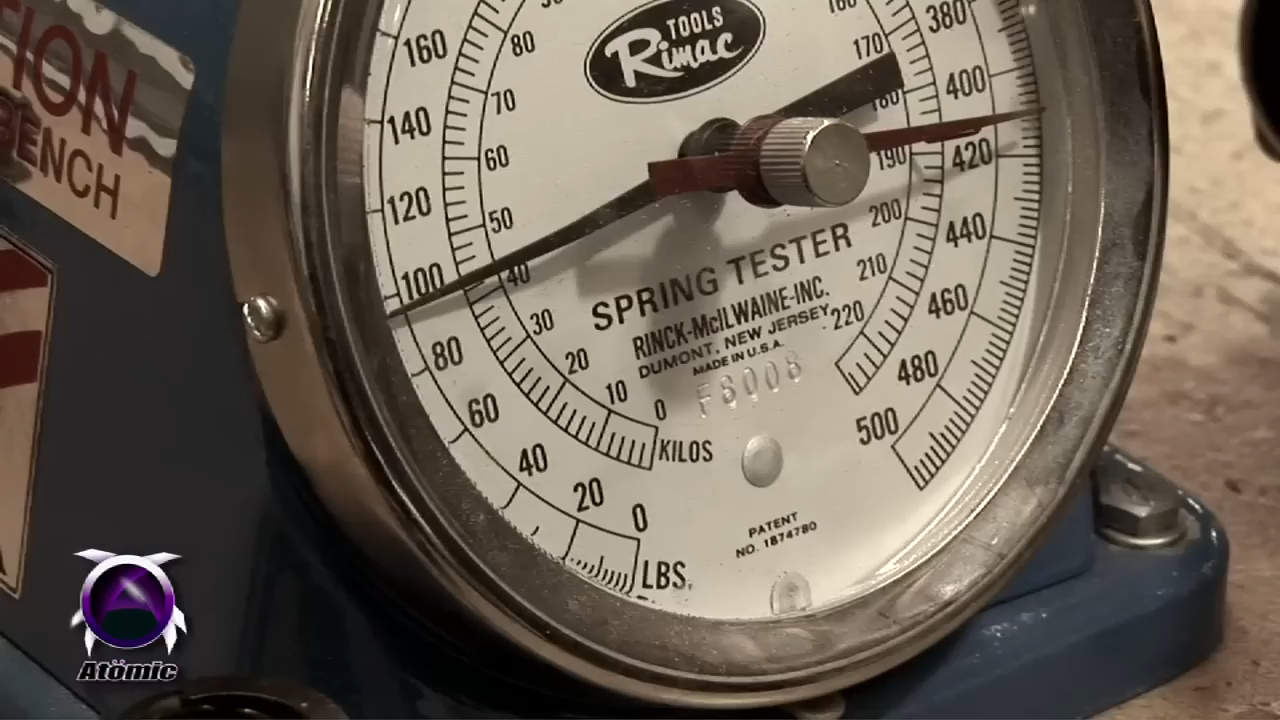 TION
BENCH
TOOLS
Rimac
SPRING TESTER
RINCK-McILWAINE-INC.
DUMONT, NEW JERSEY
MADE IN U.S.A.
F8008
160
140
120
100
80
60
40
20
0
LBS.
80
70
60
50
40
30
20
10
0
KILOS
170
180
190
200
210
220
380
400
420
440
460
480
500
PATENT
NO. 1874780
Atömic